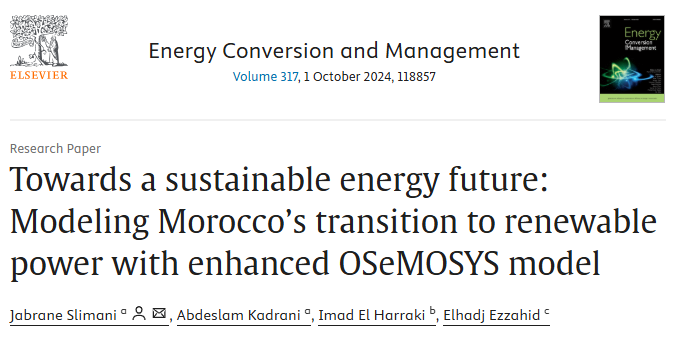 ELSEVIER
Energy Conversion and Management
Volume 317, 1 October 2024, 118857
Energy
Conversion
Management
Research Paper
Towards a sustainable energy future:
Modeling Morocco’s transition to renewable
power with enhanced OSeMOSYS model
Jabrane Slimani a, Abdeslam Kadrani a, Imad El Harraki b, Elhadj Ezzahid c